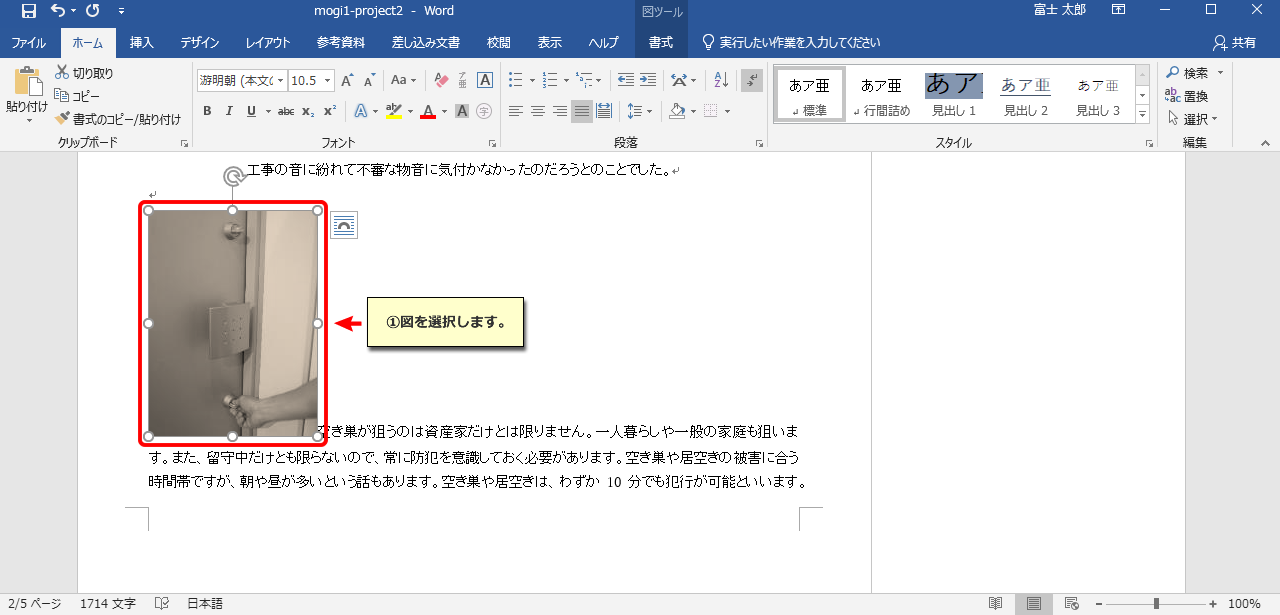 mogi1-project2 - Word
図ツール
富士 太郎
ファイル ホーム 挿入 デザイン レイアウト 参考資料 差し込み文書 校閲 表示 ヘルプ 書式 実行したい作業を入力してください 共有
貼り付け
切り取り
コピー
書式のコピー/貼り付け
クリップボード
游明朝 (本文の 10.5 A A Aa A
B I U abc x₂ x² A aby A A 字
フォント
段落
あア亜 標準
あア亜 行間詰め
あア 見出し 1
あア亜 見出し 2
あア亜 見出し 3
スタイル
検索
置換
選択
編集
工事の音に紛れて不審な物音に気付かなかったのだろうとのことでした。
①図を選択します。
空き巣が狙うのは資産家だけとは限りません。一人暮らしや一般の家庭も狙いま
す。また、留守中だけとも限らないので、常に防犯を意識しておく必要があります。空き巣や居空きの被害に合う
時間帯ですが、朝や昼が多いという話もあります。空き巣や居空きは、わずか 10 分でも犯行が可能といいます。
2/5 ページ 1714 文字 日本語 100%